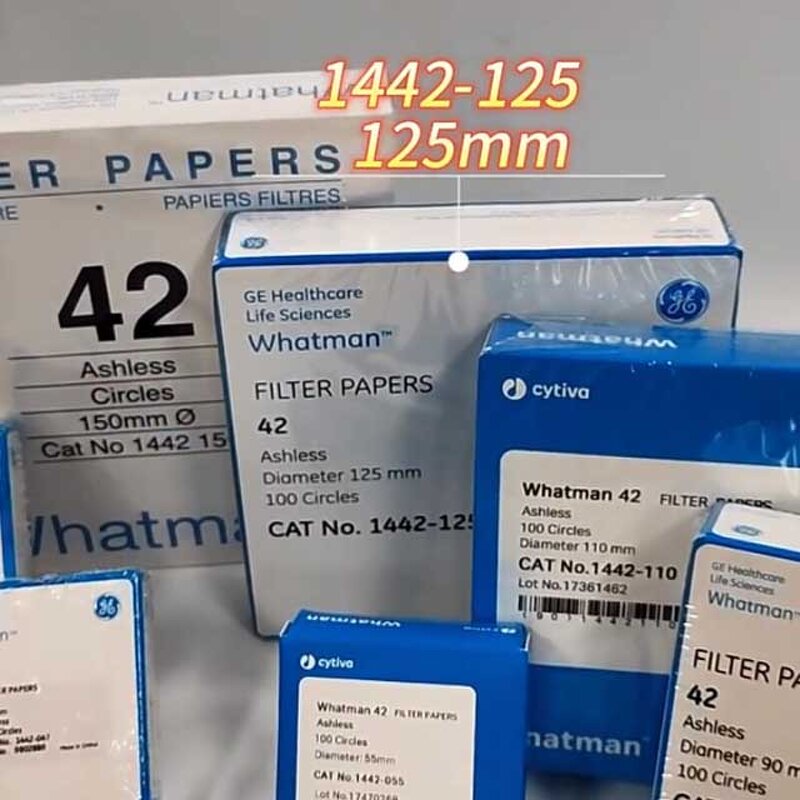 1442-125
125mm
Whatman
ER PAPERS
PAPIERS FILTRES
42
Ashless
Circles
150mm Ø
Cat No 1442 15
Whatma
GE
GE Healthcare
Life Sciences
Whatman™
FILTER PAPERS
42
Ashless
Diameter 125 mm
100 Circles
CAT No. 1442-125
Whatman
cytiva
Whatman 42 FILTER PAPERS
Ashless
100 Circles
Diameter 110 mm
CAT No.1442-110
Lot No.17361462
hatman
GE Healthcare
Life Sciences
Whatman™
FILTER PA
42
Ashless
Diameter 90 m
100 Circles
Whatman
cytiva
Whatman 42 FILTER PAPERS
Ashless
100 Circles
Diameter: 55mm
CAT No.1442-055
GE
R PAPERS